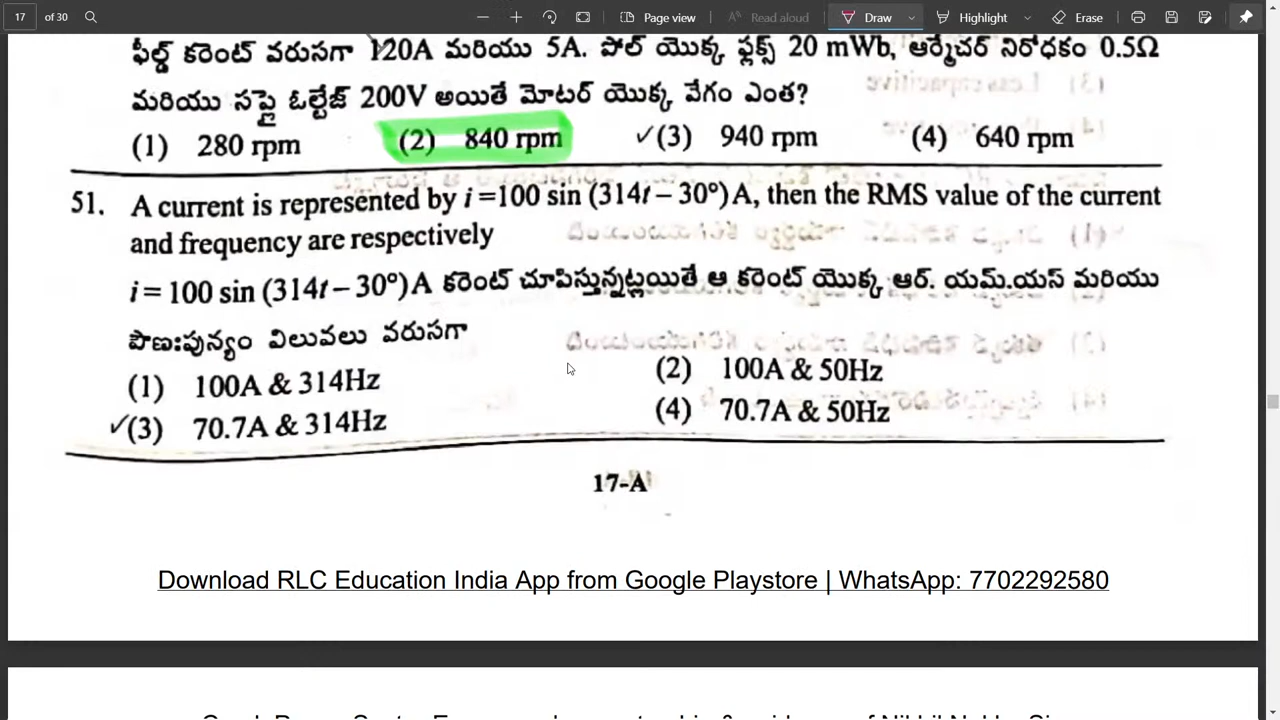 17 of 30 Page view Read aloud Draw Highlight Erase
ఫీల్డ్ కరెంట్ వరుసగా 120A మరియు 5A. పోల్ యొక్క ఫ్లక్స్ 20 mWb, ఆర్మేచర్ నిరోధకం 0.5Ω
మరియు సప్లై ఓల్టేజ్ 200V అయితే మోటర్ యొక్క వేగం ఎంత?
(1) 280 rpm (2) 840 rpm ✓(3) 940 rpm (4) 640 rpm
51. A current is represented by i =100 sin (314t – 30°) A, then the RMS value of the current
and frequency are respectively
i = 100 sin (314t – 30°) A కరెంట్ చూపిస్తున్నట్లయితే ఆ కరెంట్ యొక్క ఆర్. యమ్.యస్ మరియు
పౌణఃపున్యం విలువలు వరుసగా
(1) 100A & 314Hz (2) 100A & 50Hz
✓(3) 70.7A & 314Hz (4) 70.7A & 50Hz
17-A
Download RLC Education India App from Google Playstore | WhatsApp: 7702292580